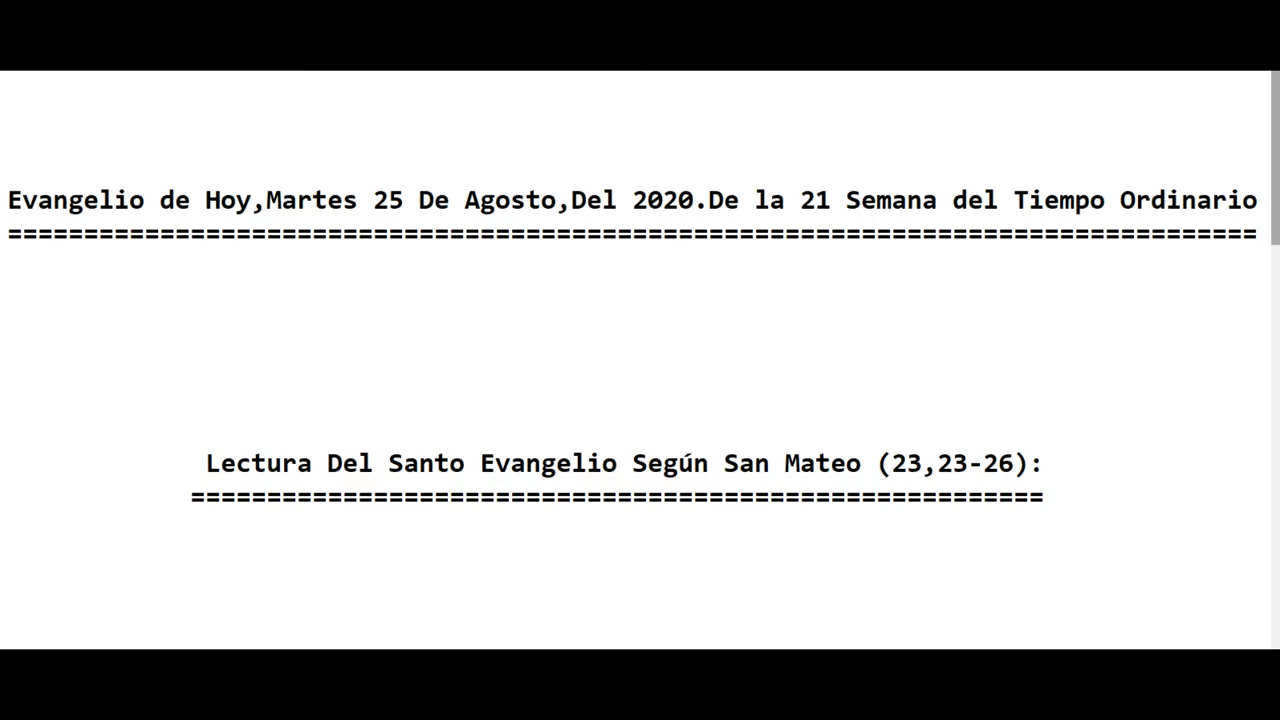 Evangelio de Hoy,Martes 25 De Agosto,Del 2020.De la 21 Semana del Tiempo Ordinario
==================================================================================
Lectura Del Santo Evangelio Según San Mateo (23,23-26):
========================================================